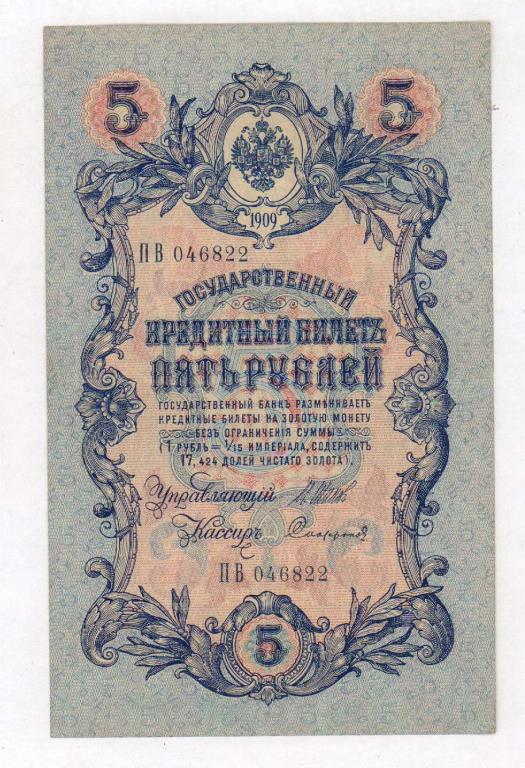 5 5
1909
ПВ 046822
ГОСУДАРСТВЕННЫЙ
КРЕДИТНЫЙ БИЛЕТЪ
ПЯТЬ РУБЛЕЙ
ГОСУДАРСТВЕННЫЙ БАНКЪ РАЗМѢНИВАЕТЪ
КРЕДИТНЫЕ БИЛЕТЫ НА ЗОЛОТУЮ МОНЕТУ
БЕЗЪ ОГРАНИЧЕНІЯ СУММЫ
(1 РУБЛЬ = 1/15 ИМПЕРІАЛА, СОДЕРЖИТЪ
17,424 ДОЛЕЙ ЧИСТАГО ЗОЛОТА).
Управляющій
Кассиръ
ПВ 046822
5